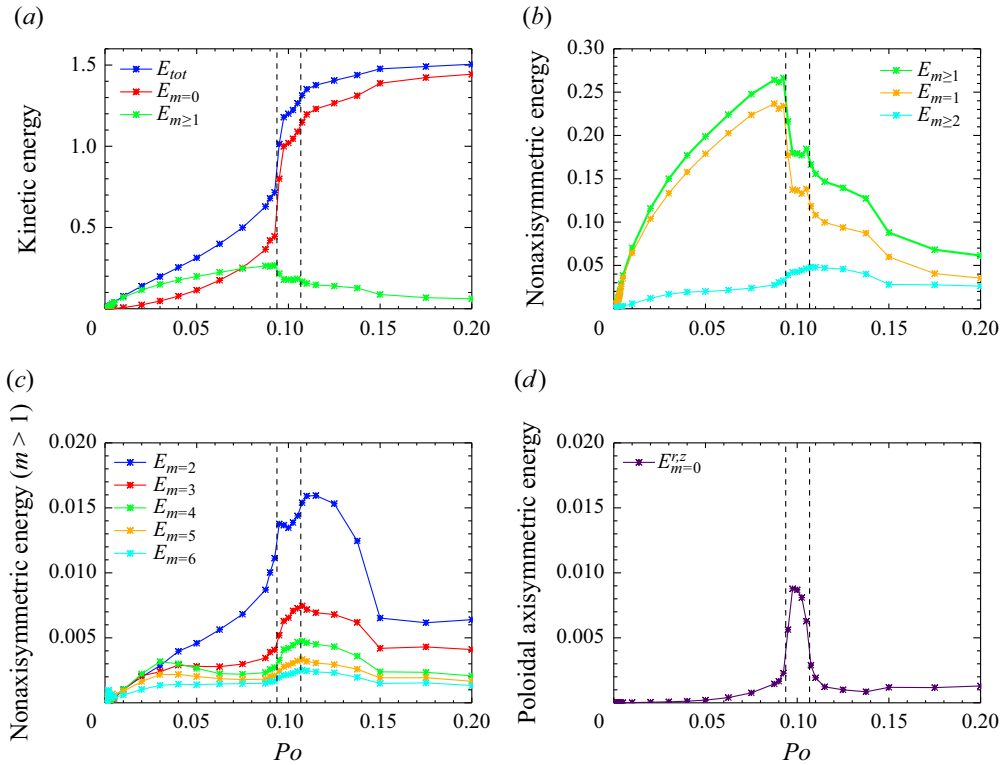 (a)
Kinetic energy
1.5
1.0
0.5
E_tot
E_m=0
E_m≥1
0 0.05 0.10 0.15 0.20
(b)
Nonaxisymmetric energy
0.30
0.25
0.20
0.15
0.10
0.05
E_m≥1
E_m=1
E_m≥2
0 0.05 0.10 0.15 0.20
(c)
Nonaxisymmetric energy (m > 1)
0.020
0.015
0.010
0.005
E_m=2
E_m=3
E_m=4
E_m=5
E_m=6
0 0.05 0.10 0.15 0.20
Po
(d)
Poloidal axisymmetric energy
0.020
0.015
0.010
0.005
E^r,z_m=0
0 0.05 0.10 0.15 0.20
Po